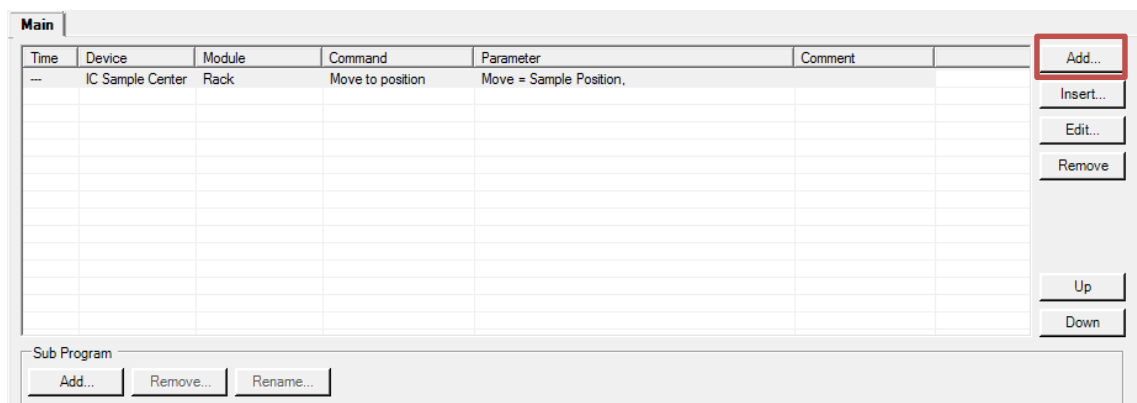 Main
Time Device Module Command Parameter Comment
--- IC Sample Center Rack Move to position Move = Sample Position,
Add...
Insert...
Edit...
Remove
Up
Down
Sub Program
Add... Remove... Rename...